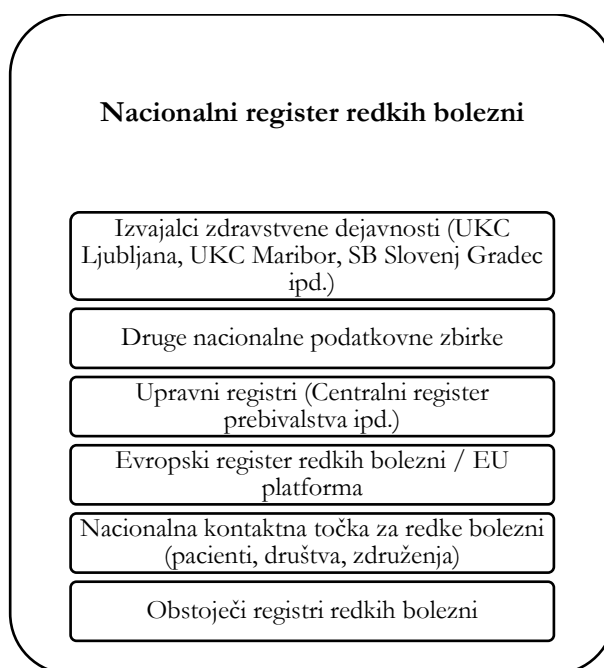 Nacionalni register redkih bolezni
Izvajalci zdravstvene dejavnosti (UKC
Ljubljana, UKC Maribor, SB Slovenj Gradec
ipd.)
Druge nacionalne podatkovne zbirke
Upravni registri (Centralni register
prebivalstva ipd.)
Evropski register redkih bolezni / EU
platforma
Nacionalna kontaktna točka za redke bolezni
(pacienti, društva, združenja)
Obstoječi registri redkih bolezni